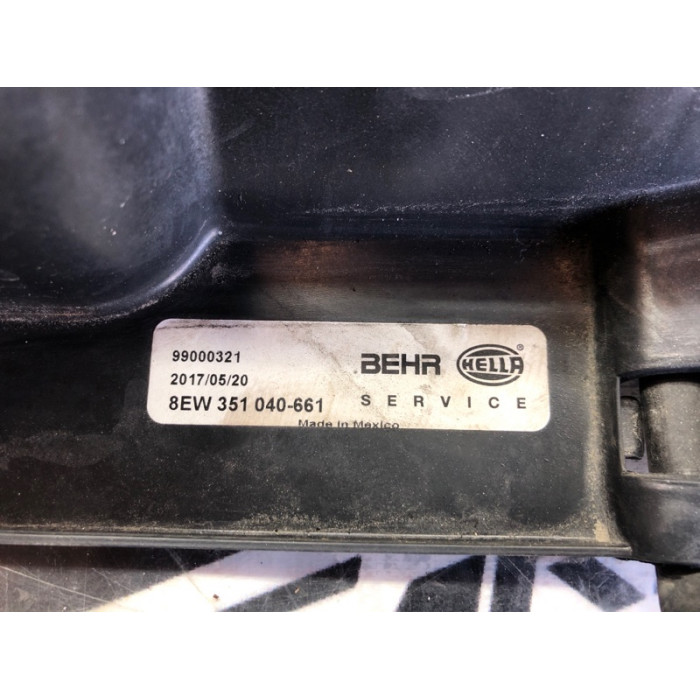 99000321
2017/05/20
8EW 351 040-661
BEHR HELLA®
SERVICE
Made in Mexico